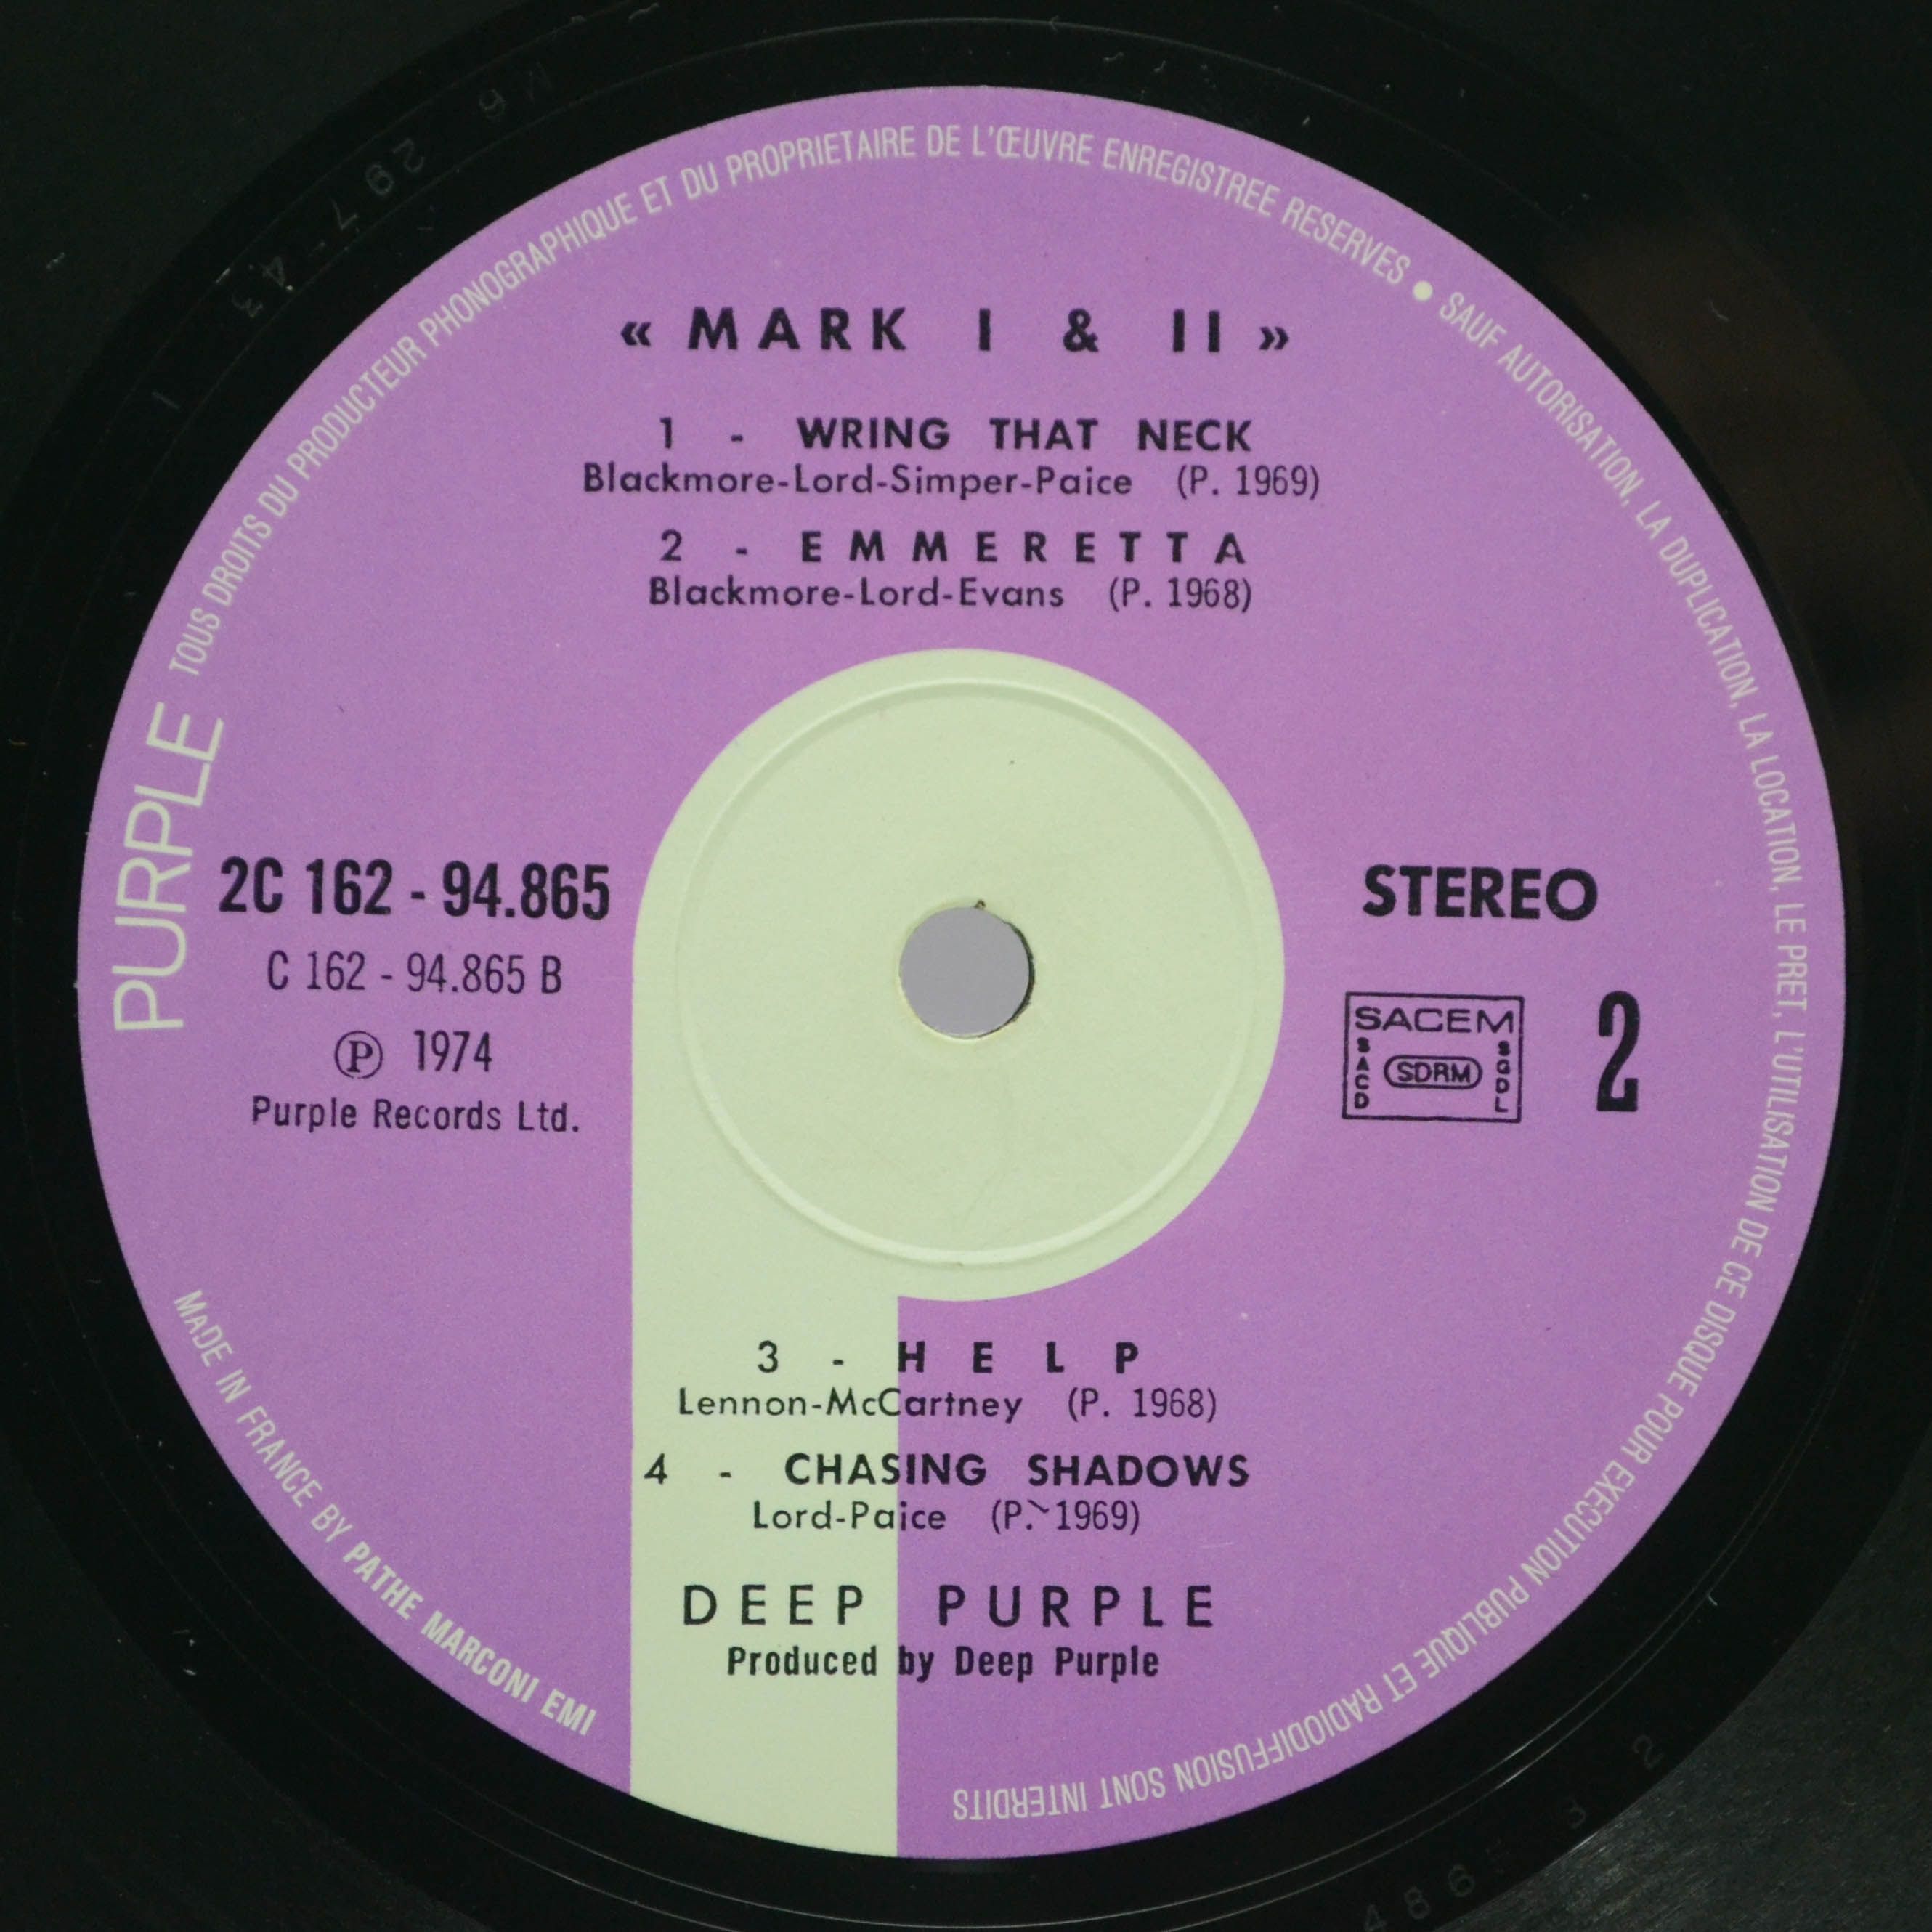 TOUS DROITS DU PRODUCTEUR PHONOGRAPHIQUE ET DU PROPRIETAIRE DE L'ŒUVRE ENREGISTREE RESERVES • SAUF AUTORISATION, LA DUPLICATION, LA LOCATION, LE PRET, L'UTILISATION DE CE DISQUE POUR EXECUTION PUBLIQUE ET RADIODIFFUSION SONT INTERDITS
« MARK I & II »
1 - WRING THAT NECK
Blackmore-Lord-Simper-Paice (P. 1969)
2 - EMMERETTA
Blackmore-Lord-Evans (P. 1968)
PURPLE
2C 162 - 94.865
C 162 - 94.865 B
Ⓟ 1974
Purple Records Ltd.
STEREO
SACEM
SACD
SDRM
SGDL
2
3 - HELP
Lennon-McCartney (P. 1968)
4 - CHASING SHADOWS
Lord-Paice (P. 1969)
DEEP PURPLE
Produced by Deep Purple
MADE IN FRANCE BY PATHE MARCONI EMI